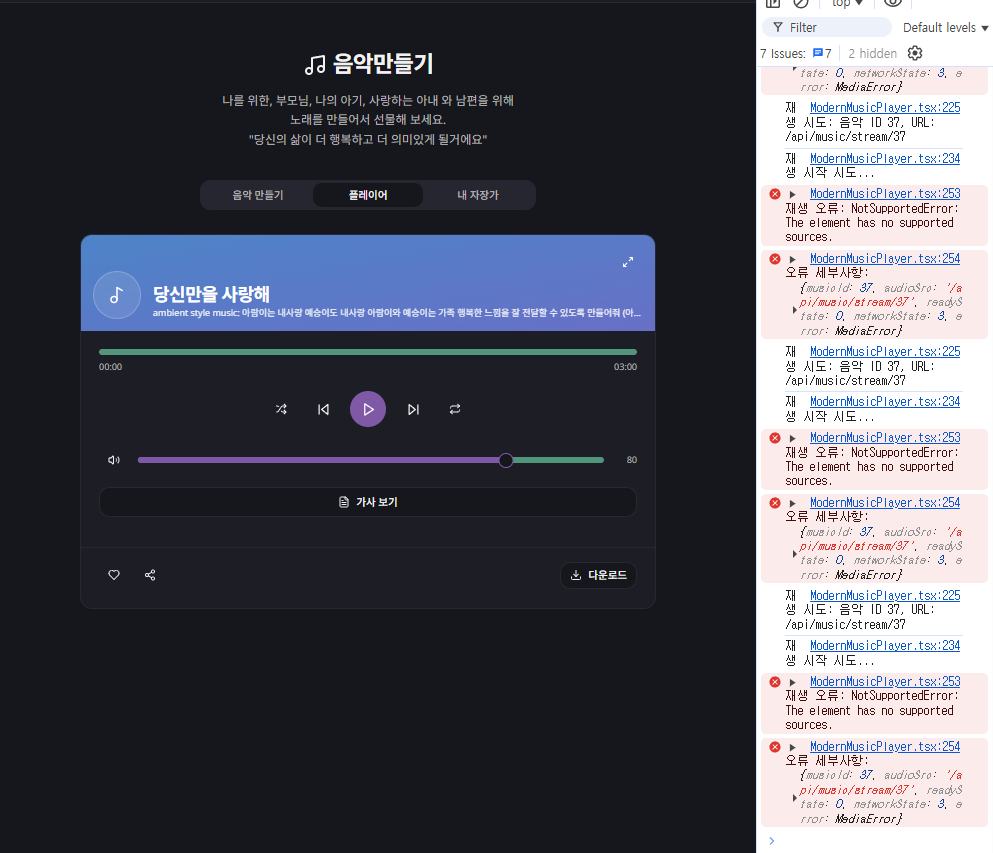 음악만들기
나를 위한, 부모님, 나의 아기, 사랑하는 아내 와 남편을 위해
노래를 만들어서 선물해 보세요.
"당신의 삶이 더 행복하고 더 의미있게 될거에요"
음악 만들기
플레이어
내 자장가
당신만을 사랑해
ambient style music: 아람이는 내사랑 예승이도 내사랑 아람이와 예승이는 가족 행복한 느낌을 잘 전달할 수 있도록 만들어줘 (아...
00:00
03:00
80
가사 보기
다운로드
top
Filter
Default levels
7 Issues: 7
2 hidden
tate: 0, networkState: 3, e
rror: MediaError}
재 ModernMusicPlayer.tsx:225
생 시도: 음악 ID 37, URL:
/api/music/stream/37
재 ModernMusicPlayer.tsx:234
생 시작 시도...
ModernMusicPlayer.tsx:253
재생 오류: NotSupportedError:
The element has no supported
sources.
ModernMusicPlayer.tsx:254
오류 세부사항:
{musicId: 37, audioSrc: '/a
pi/music/stream/37', readyS
tate: 0, networkState: 3, e
rror: MediaError}
재 ModernMusicPlayer.tsx:225
생 시도: 음악 ID 37, URL:
/api/music/stream/37
재 ModernMusicPlayer.tsx:234
생 시작 시도...
ModernMusicPlayer.tsx:253
재생 오류: NotSupportedError:
The element has no supported
sources.
ModernMusicPlayer.tsx:254
오류 세부사항:
{musicId: 37, audioSrc: '/a
pi/music/stream/37', readyS
tate: 0, networkState: 3, e
rror: MediaError}
재 ModernMusicPlayer.tsx:225
생 시도: 음악 ID 37, URL:
/api/music/stream/37
재 ModernMusicPlayer.tsx:234
생 시작 시도...
ModernMusicPlayer.tsx:253
재생 오류: NotSupportedError:
The element has no supported
sources.
ModernMusicPlayer.tsx:254
오류 세부사항:
{musicId: 37, audioSrc: '/a
pi/music/stream/37', readyS
tate: 0, networkState: 3, e
rror: MediaError}